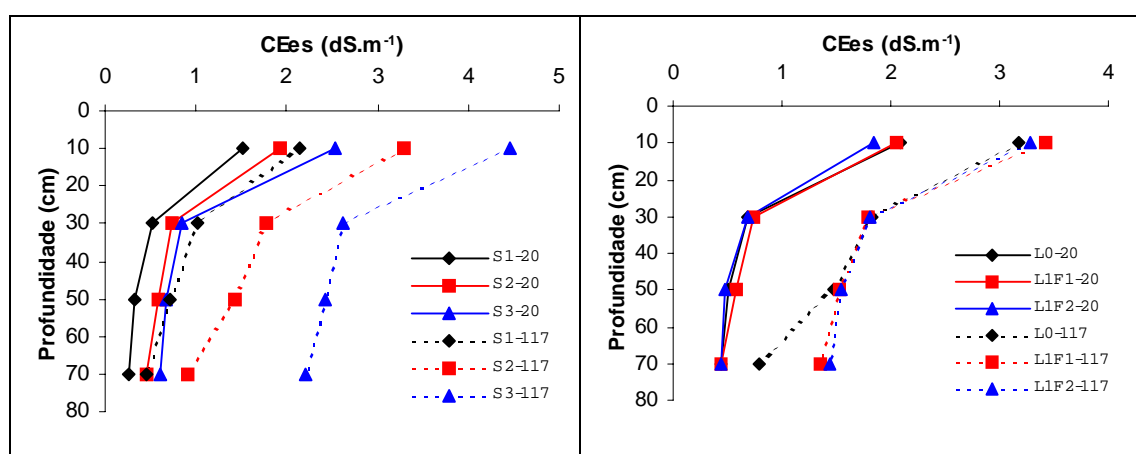 CEes (dS.m-1)
0 1 2 3 4 5
0
10
20
30
40
50
60
70
80
Profundidade (cm)
S1-20
S2-20
S3-20
S1-117
S2-117
S3-117
CEes (dS.m-1)
0 1 2 3 4
0
10
20
30
40
50
60
70
80
Profundidade (cm)
L0-20
L1F1-20
L1F2-20
L0-117
L1F1-117
L1F2-117